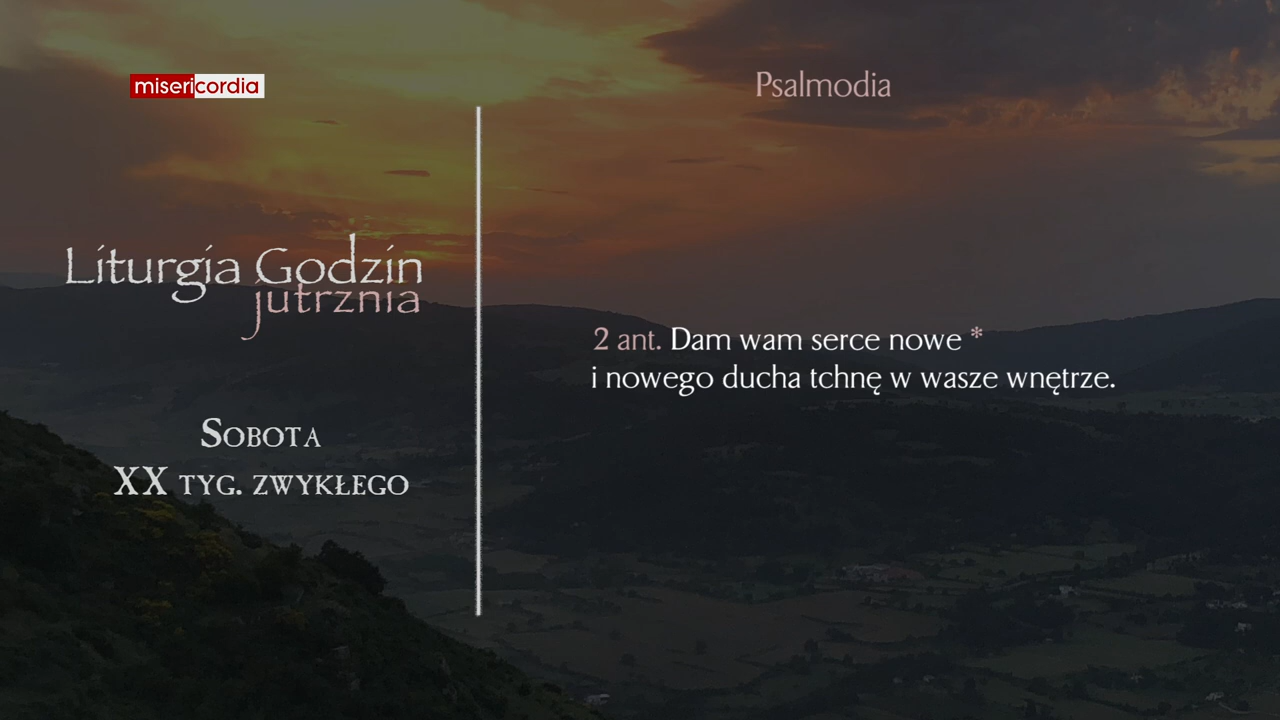 misericordia
Psalmodia
Liturgia Godzin
jutrznia
Sobota
XX tyg. zwykłego
2 ant. Dam wam serce nowe *
i nowego ducha tchnę w wasze wnętrze.